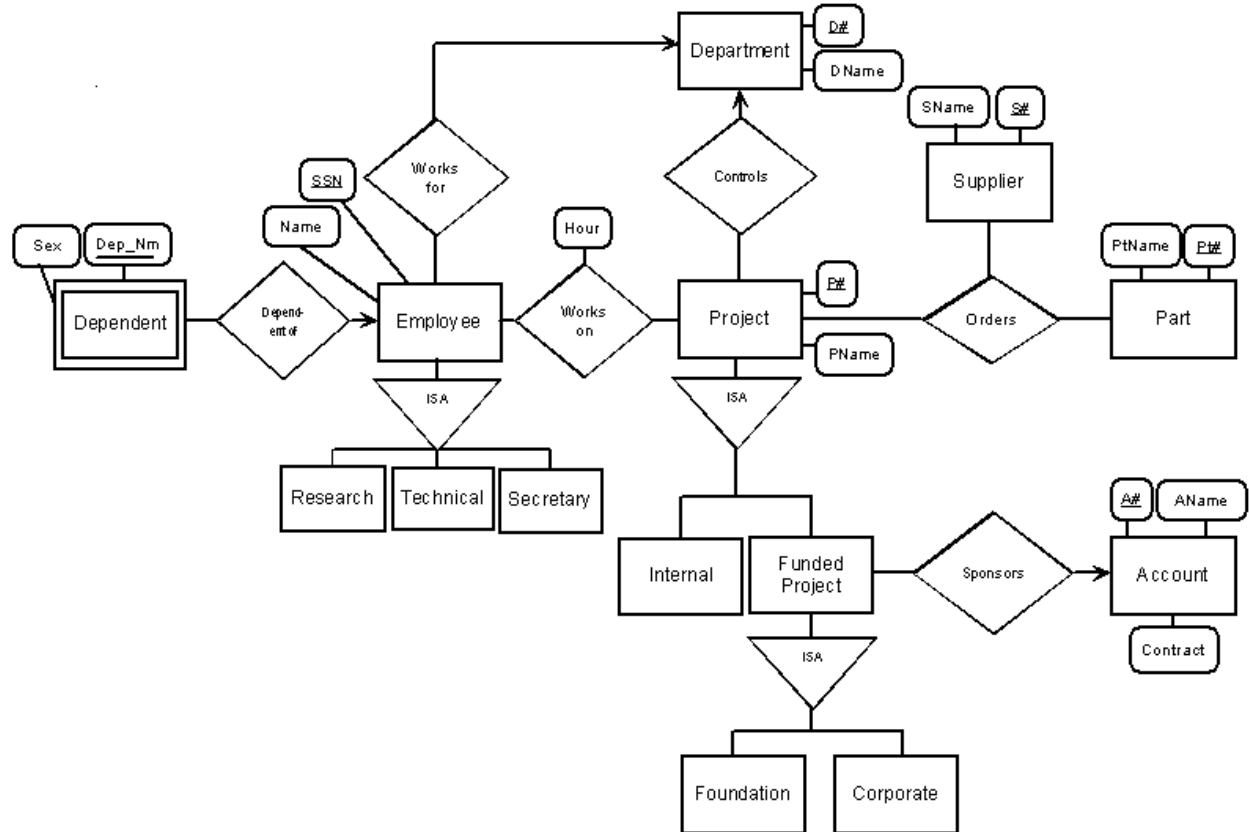 D#
Department
DName
SName
S#
Works
for
Controls
Supplier
SSN
Name
Hour
Sex
Dep_Nm
PtName
Pt#
P#
Dependent
Depend-
ent of
Employee
Works
on
Project
Orders
Part
PName
ISA
ISA
Research
Technical
Secretary
A#
AName
Internal
Funded
Project
Sponsors
Account
Contract
ISA
Foundation
Corporate